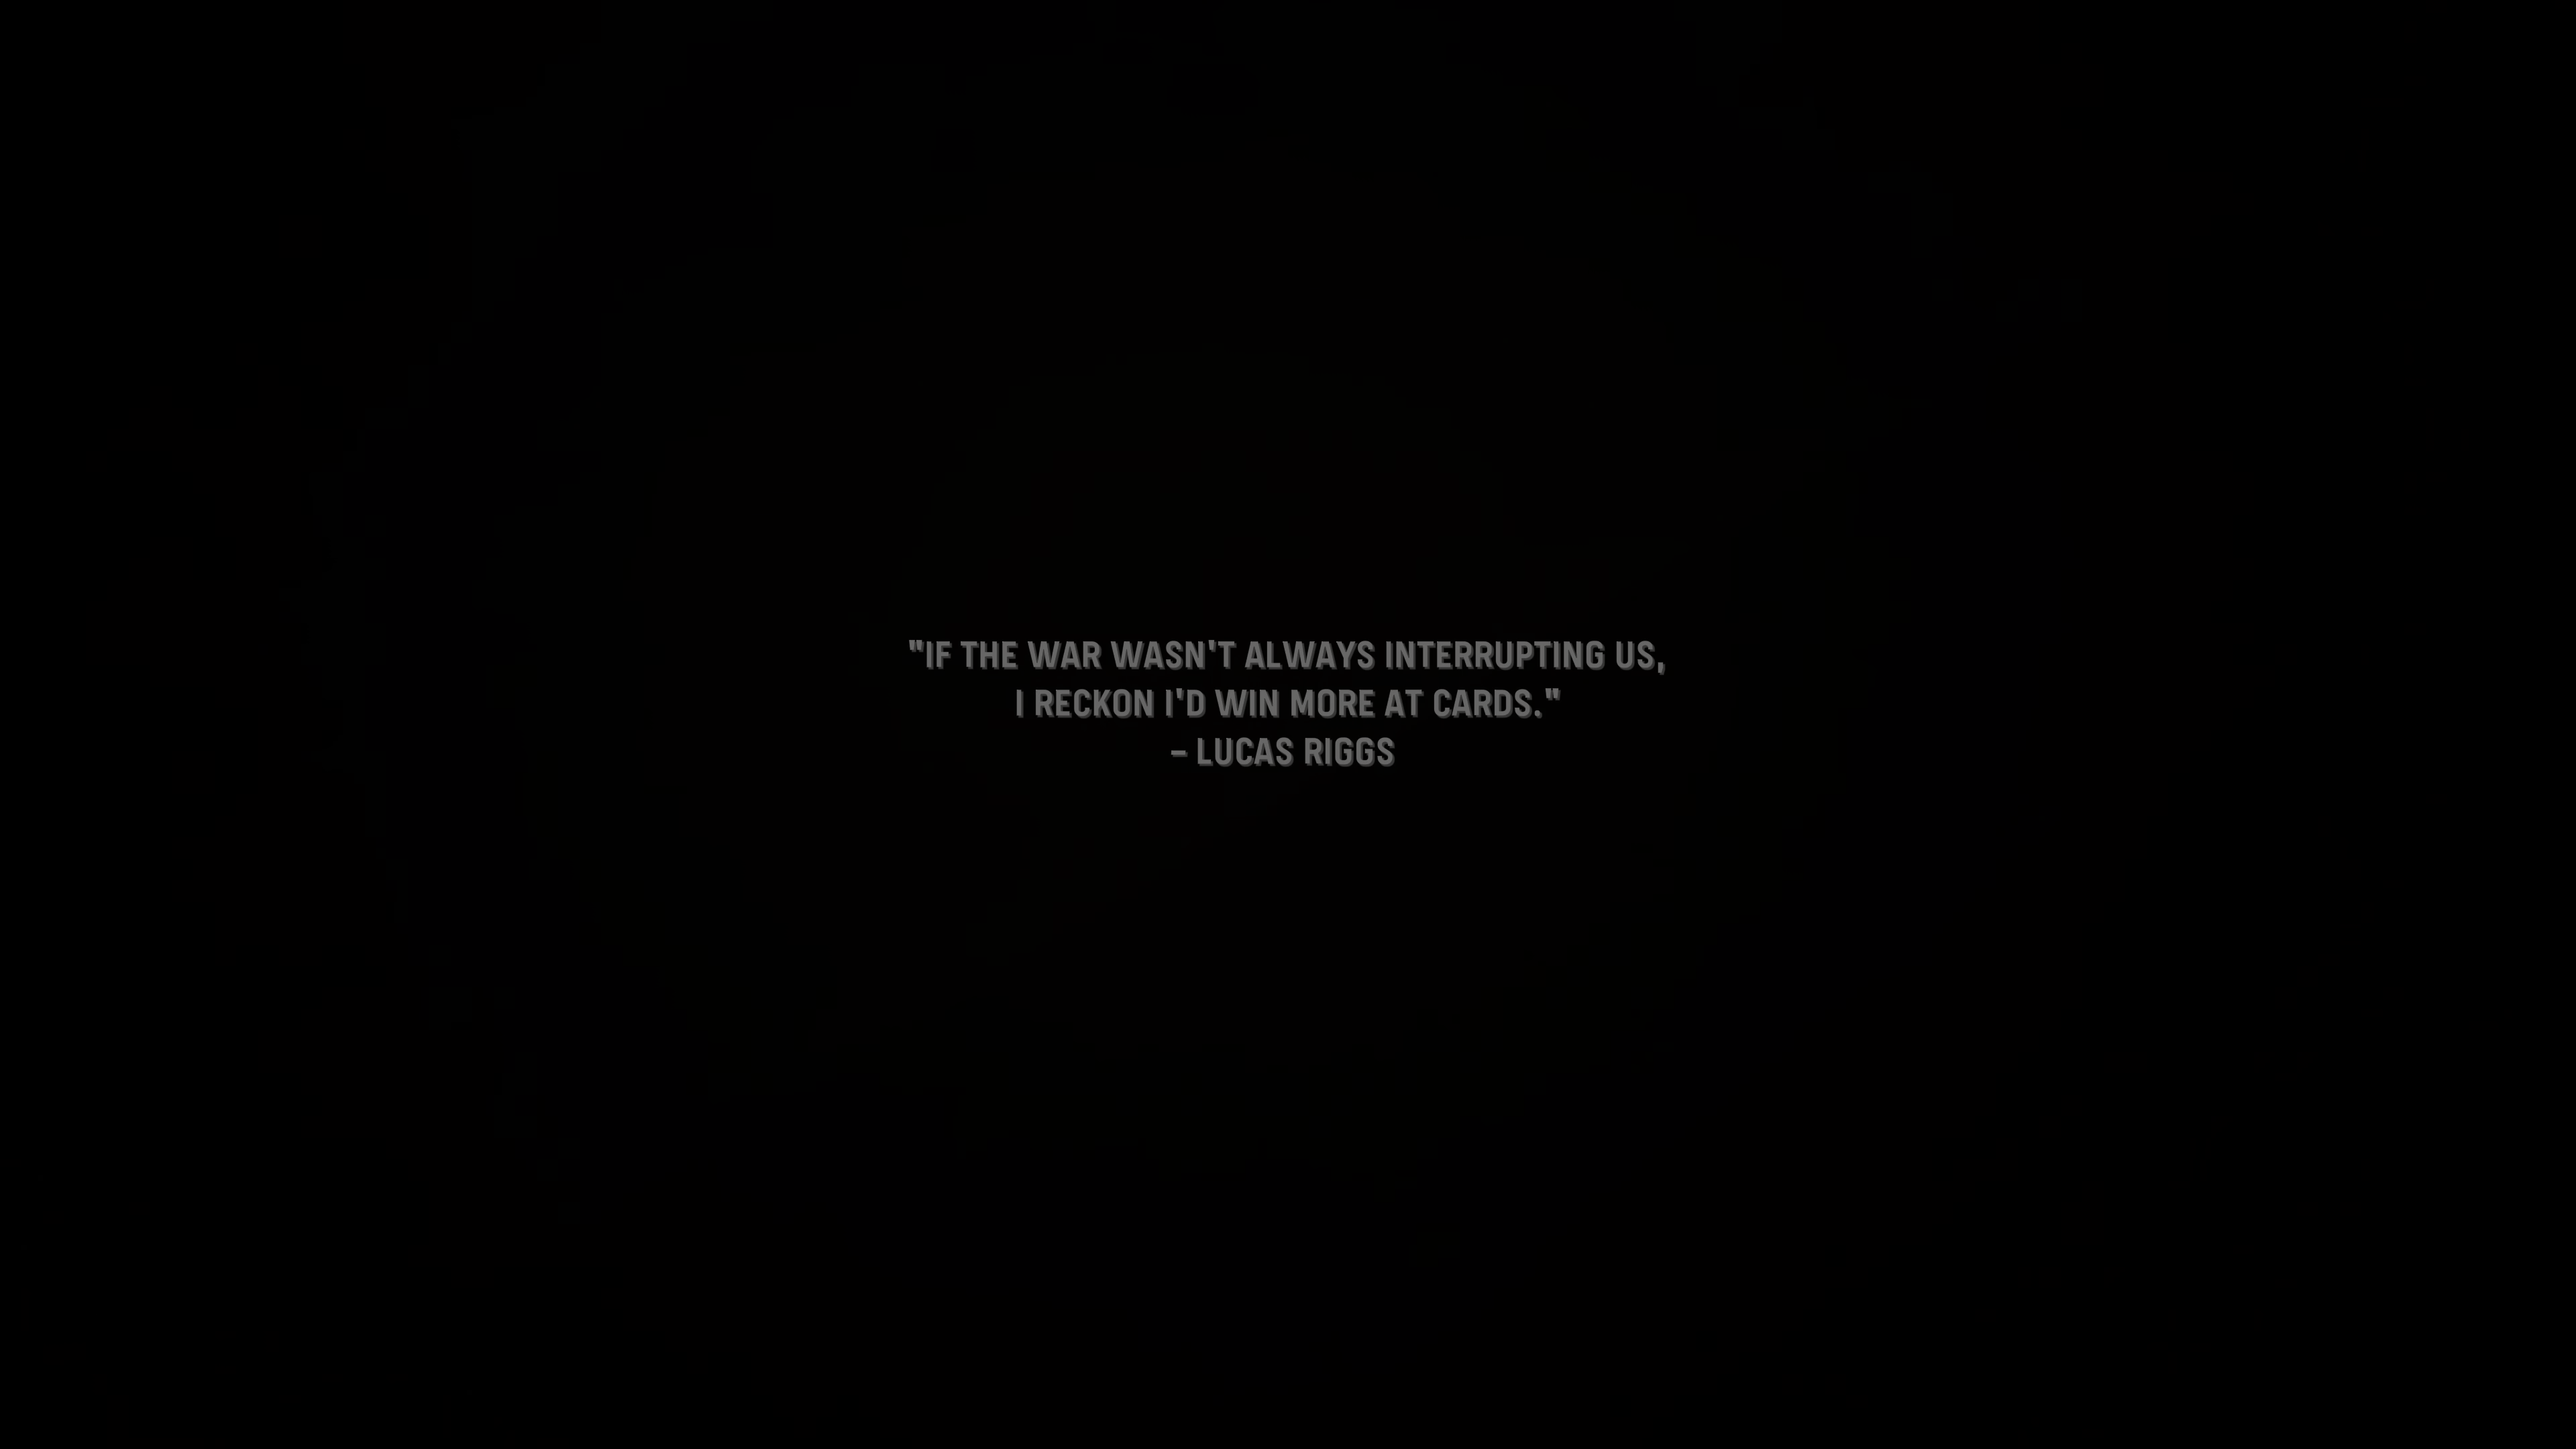 "IF THE WAR WASN'T ALWAYS INTERRUPTING US,
I RECKON I'D WIN MORE AT CARDS."
– LUCAS RIGGS